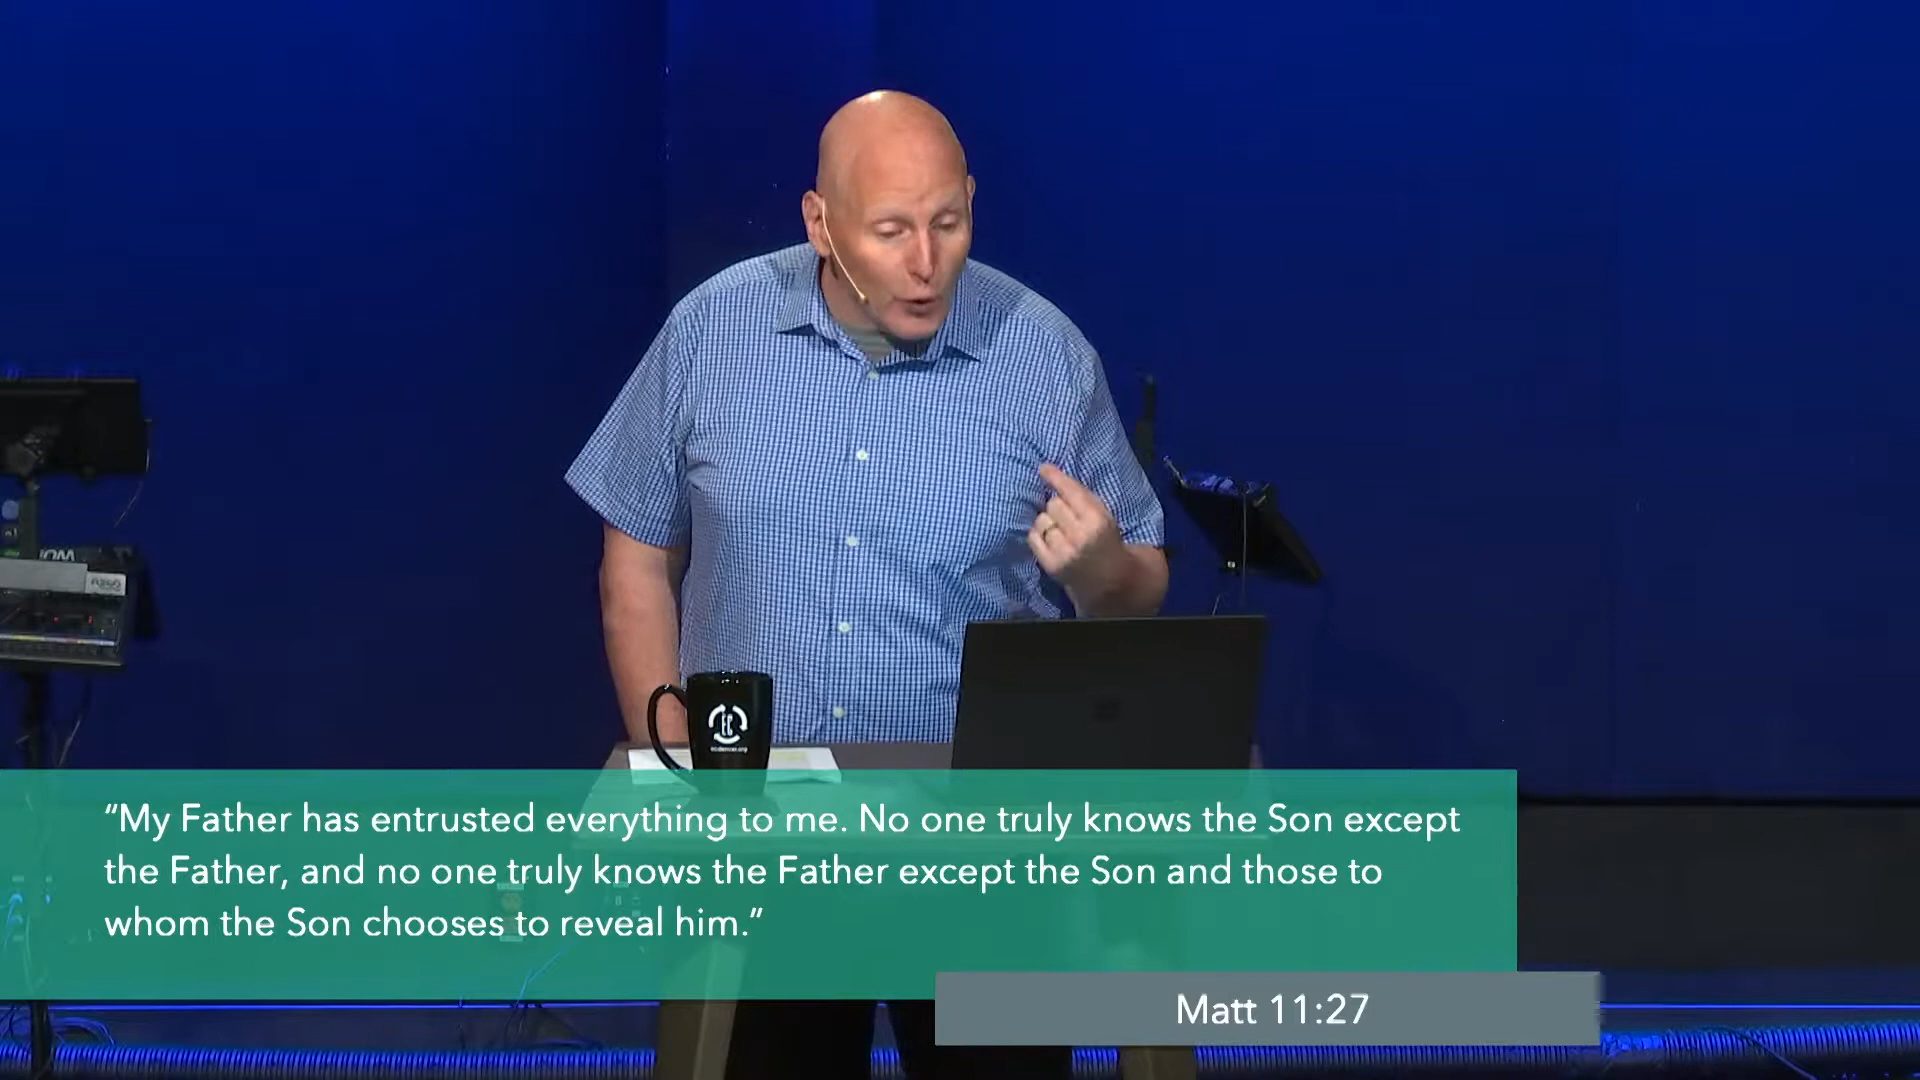 EC
“My Father has entrusted everything to me. No one truly knows the Son except
the Father, and no one truly knows the Father except the Son and those to
whom the Son chooses to reveal him.”
Matt 11:27